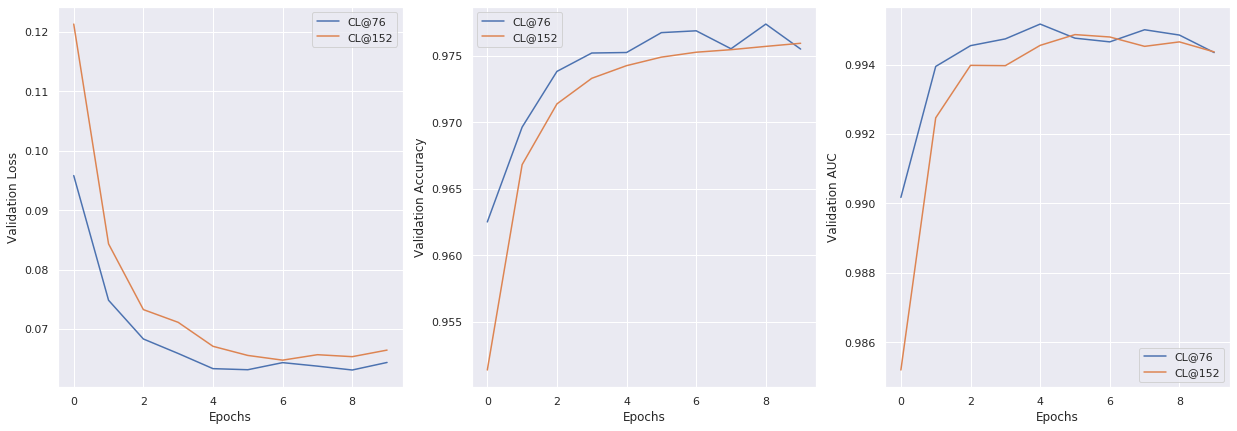 Validation Loss
0.12
0.11
0.10
0.09
0.08
0.07
0 2 4 6 8
Epochs
CL@76
CL@152
Validation Accuracy
0.975
0.970
0.965
0.960
0.955
0 2 4 6 8
Epochs
CL@76
CL@152
Validation AUC
0.994
0.992
0.990
0.988
0.986
0 2 4 6 8
Epochs
CL@76
CL@152